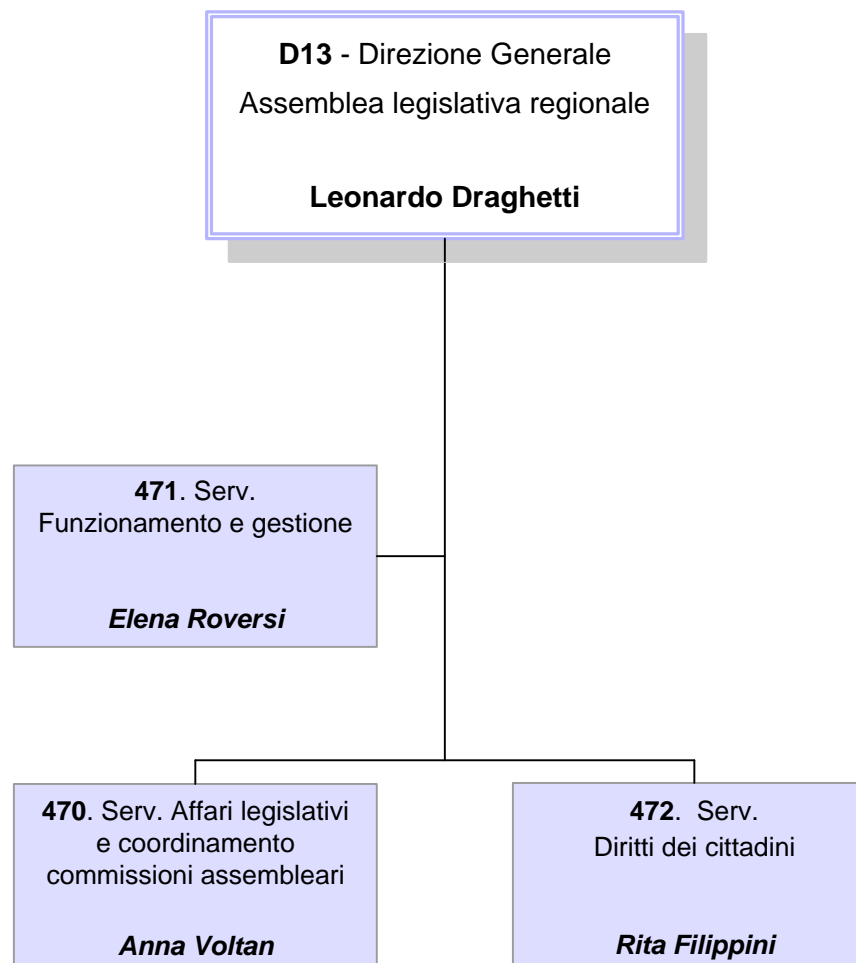 D13 - Direzione Generale
Assemblea legislativa regionale
Leonardo Draghetti
471. Serv.
Funzionamento e gestione
Elena Roversi
470. Serv. Affari legislativi
e coordinamento
commissioni assembleari
Anna Voltan
472. Serv.
Diritti dei cittadini
Rita Filippini